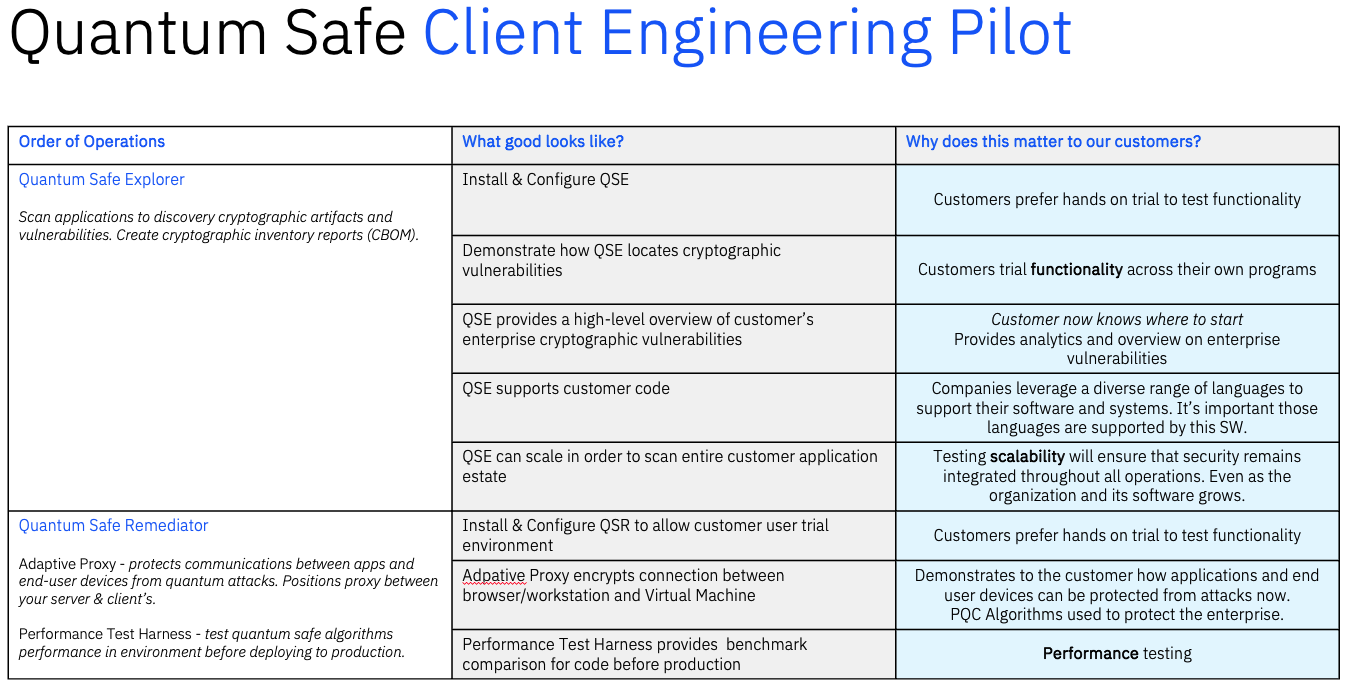 Quantum Safe Client Engineering Pilot
Order of Operations
What good looks like?
Why does this matter to our customers?
Quantum Safe Explorer
Scan applications to discovery cryptographic artifacts and
vulnerabilities. Create cryptographic inventory reports (CBOM).
Install & Configure QSE
Customers prefer hands on trial to test functionality
Demonstrate how QSE locates cryptographic
vulnerabilities
Customers trial functionality across their own programs
QSE provides a high-level overview of customer's
enterprise cryptographic vulnerabilities
Customer now knows where to start
Provides analytics and overview on enterprise
vulnerabilities
QSE supports customer code
Companies leverage a diverse range of languages to
support their software and systems. It's important those
languages are supported by this SW.
QSE can scale in order to scan entire customer application
estate
Testing scalability will ensure that security remains
integrated throughout all operations. Even as the
organization and its software grows.
Quantum Safe Remediator
Adaptive Proxy - protects communications between apps and
end-user devices from quantum attacks. Positions proxy between
your server & client's.
Performance Test Harness - test quantum safe algorithms
performance in environment before deploying to production.
Install & Configure QSR to allow customer user trial
environment
Customers prefer hands on trial to test functionality
Adpative Proxy encrypts connection between
browser/workstation and Virtual Machine
Demonstrates to the customer how applications and end
user devices can be protected from attacks now.
PQC Algorithms used to protect the enterprise.
Performance Test Harness provides  benchmark
comparison for code before production
Performance testing